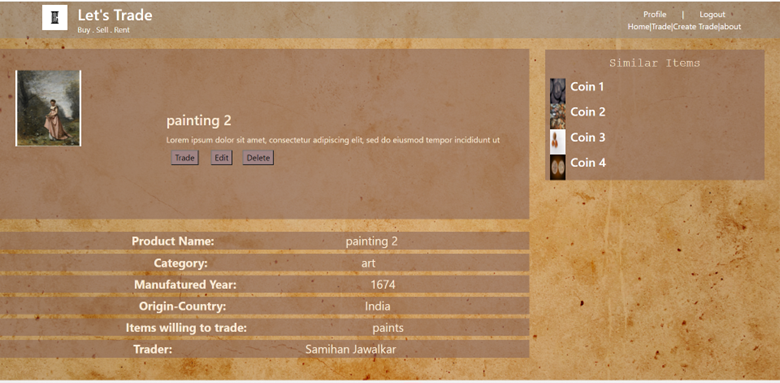 Let's Trade
Buy . Sell . Rent
Profile | Logout
Home|Trade|Create Trade|about
painting 2
Lorem ipsum dolor sit amet, consectetur adipiscing elit, sed do eiusmod tempor incididunt ut
Trade Edit Delete
Similar Items
Coin 1
Coin 2
Coin 3
Coin 4
Product Name: painting 2
Category: art
Manufatured Year: 1674
Origin-Country: India
Items willing to trade: paints
Trader: Samihan Jawalkar